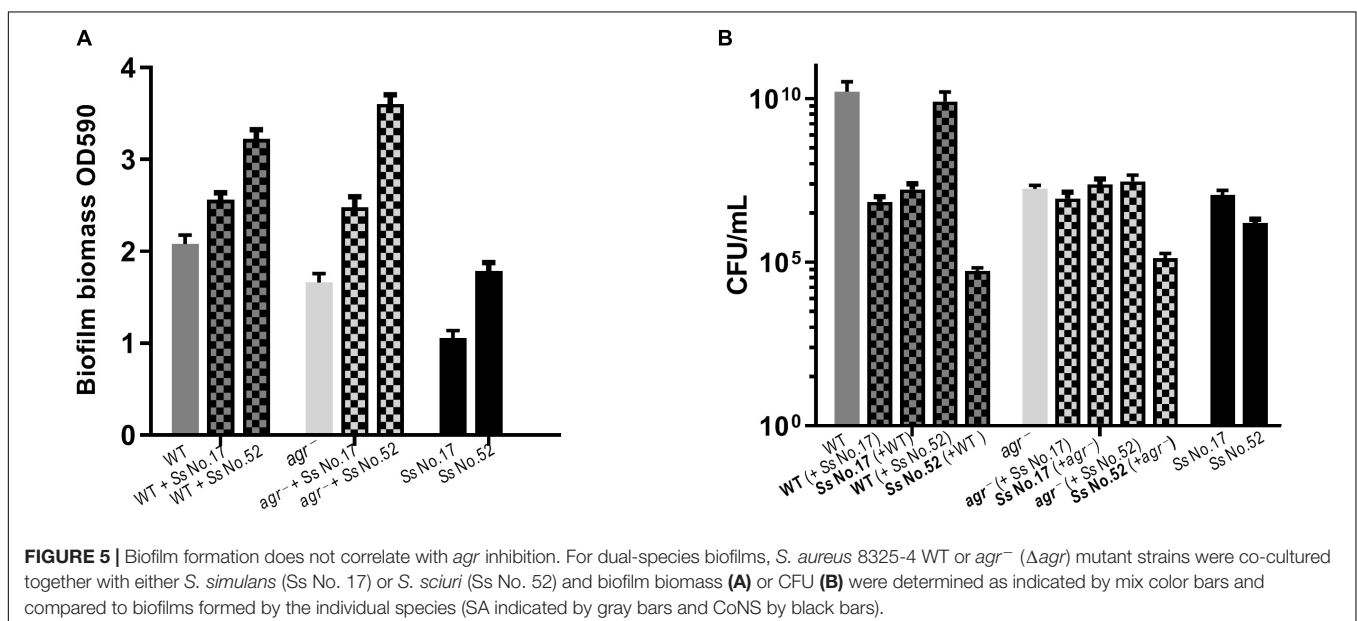 A
Biofilm biomass OD590
4
3
2
1
0
WT
WT + Ss No.17
WT + Ss No.52
agr⁻
agr⁻+ Ss No.17
agr⁻+ Ss No.52
Ss No.17
Ss No.52
B
CFU/mL
10¹⁰
10⁵
10⁰
WT
WT (+ Ss No.17)
Ss No.17 (+WT)
WT (+ Ss No.52)
Ss No.52 (+WT )
agr⁻
agr⁻(+ Ss No.17)
Ss No.17 (+agr⁻)
agr⁻(+ Ss No.52)
Ss No.52 (+agr⁻)
Ss No.17
Ss No.52
FIGURE 5 | Biofilm formation does not correlate with agr inhibition. For dual-species biofilms, S. aureus 8325-4 WT or agr⁻ (Δagr) mutant strains were co-cultured
together with either S. simulans (Ss No. 17) or S. sciuri (Ss No. 52) and biofilm biomass (A) or CFU (B) were determined as indicated by mix color bars and
compared to biofilms formed by the individual species (SA indicated by gray bars and CoNS by black bars).